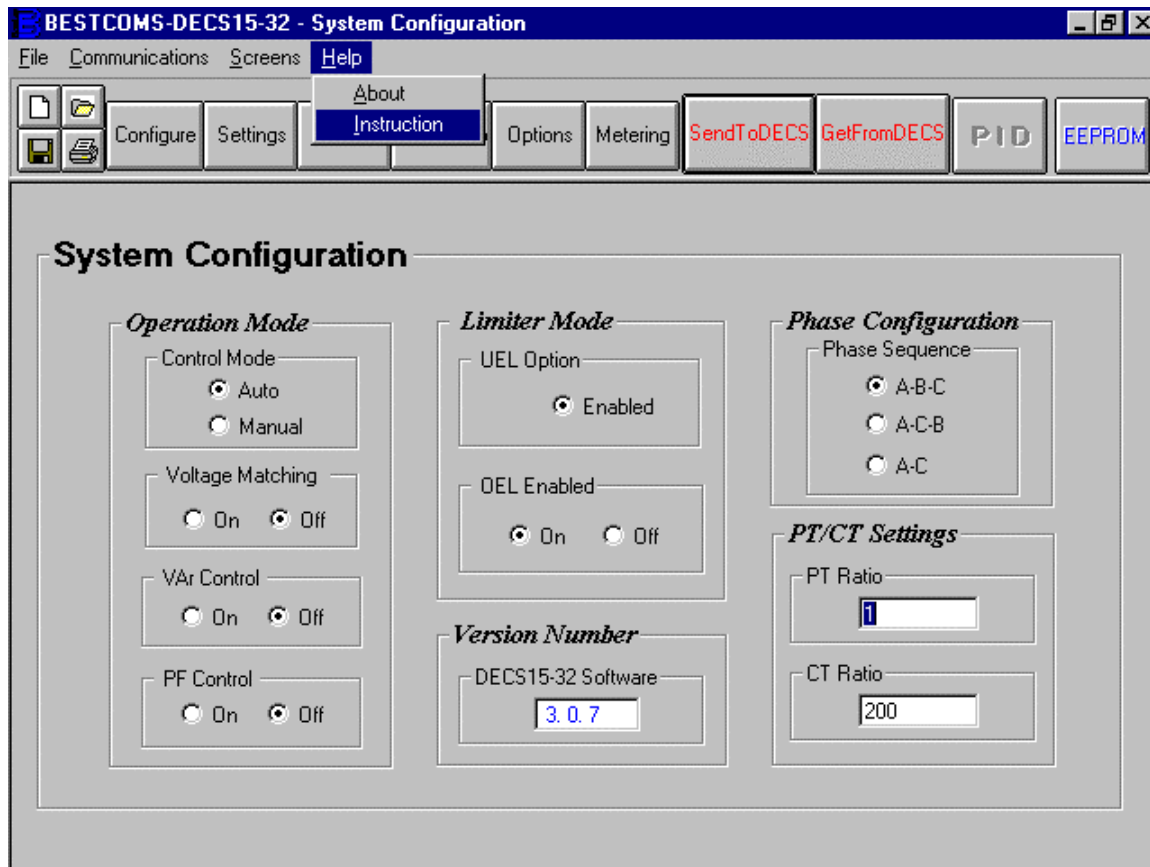 BESTCOMS-DECS15-32 - System Configuration
File Communications Screens Help
About
Instruction
Configure Settings Options Metering SendToDECS GetFromDECS PID EEPROM
System Configuration
Operation Mode
Control Mode
Auto
Manual
Voltage Matching
On Off
VAr Control
On Off
PF Control
On Off
Limiter Mode
UEL Option
Enabled
OEL Enabled
On Off
Version Number
DECS15-32 Software
3. 0. 7
Phase Configuration
Phase Sequence
A-B-C
A-C-B
A-C
PT/CT Settings
PT Ratio
1
CT Ratio
200